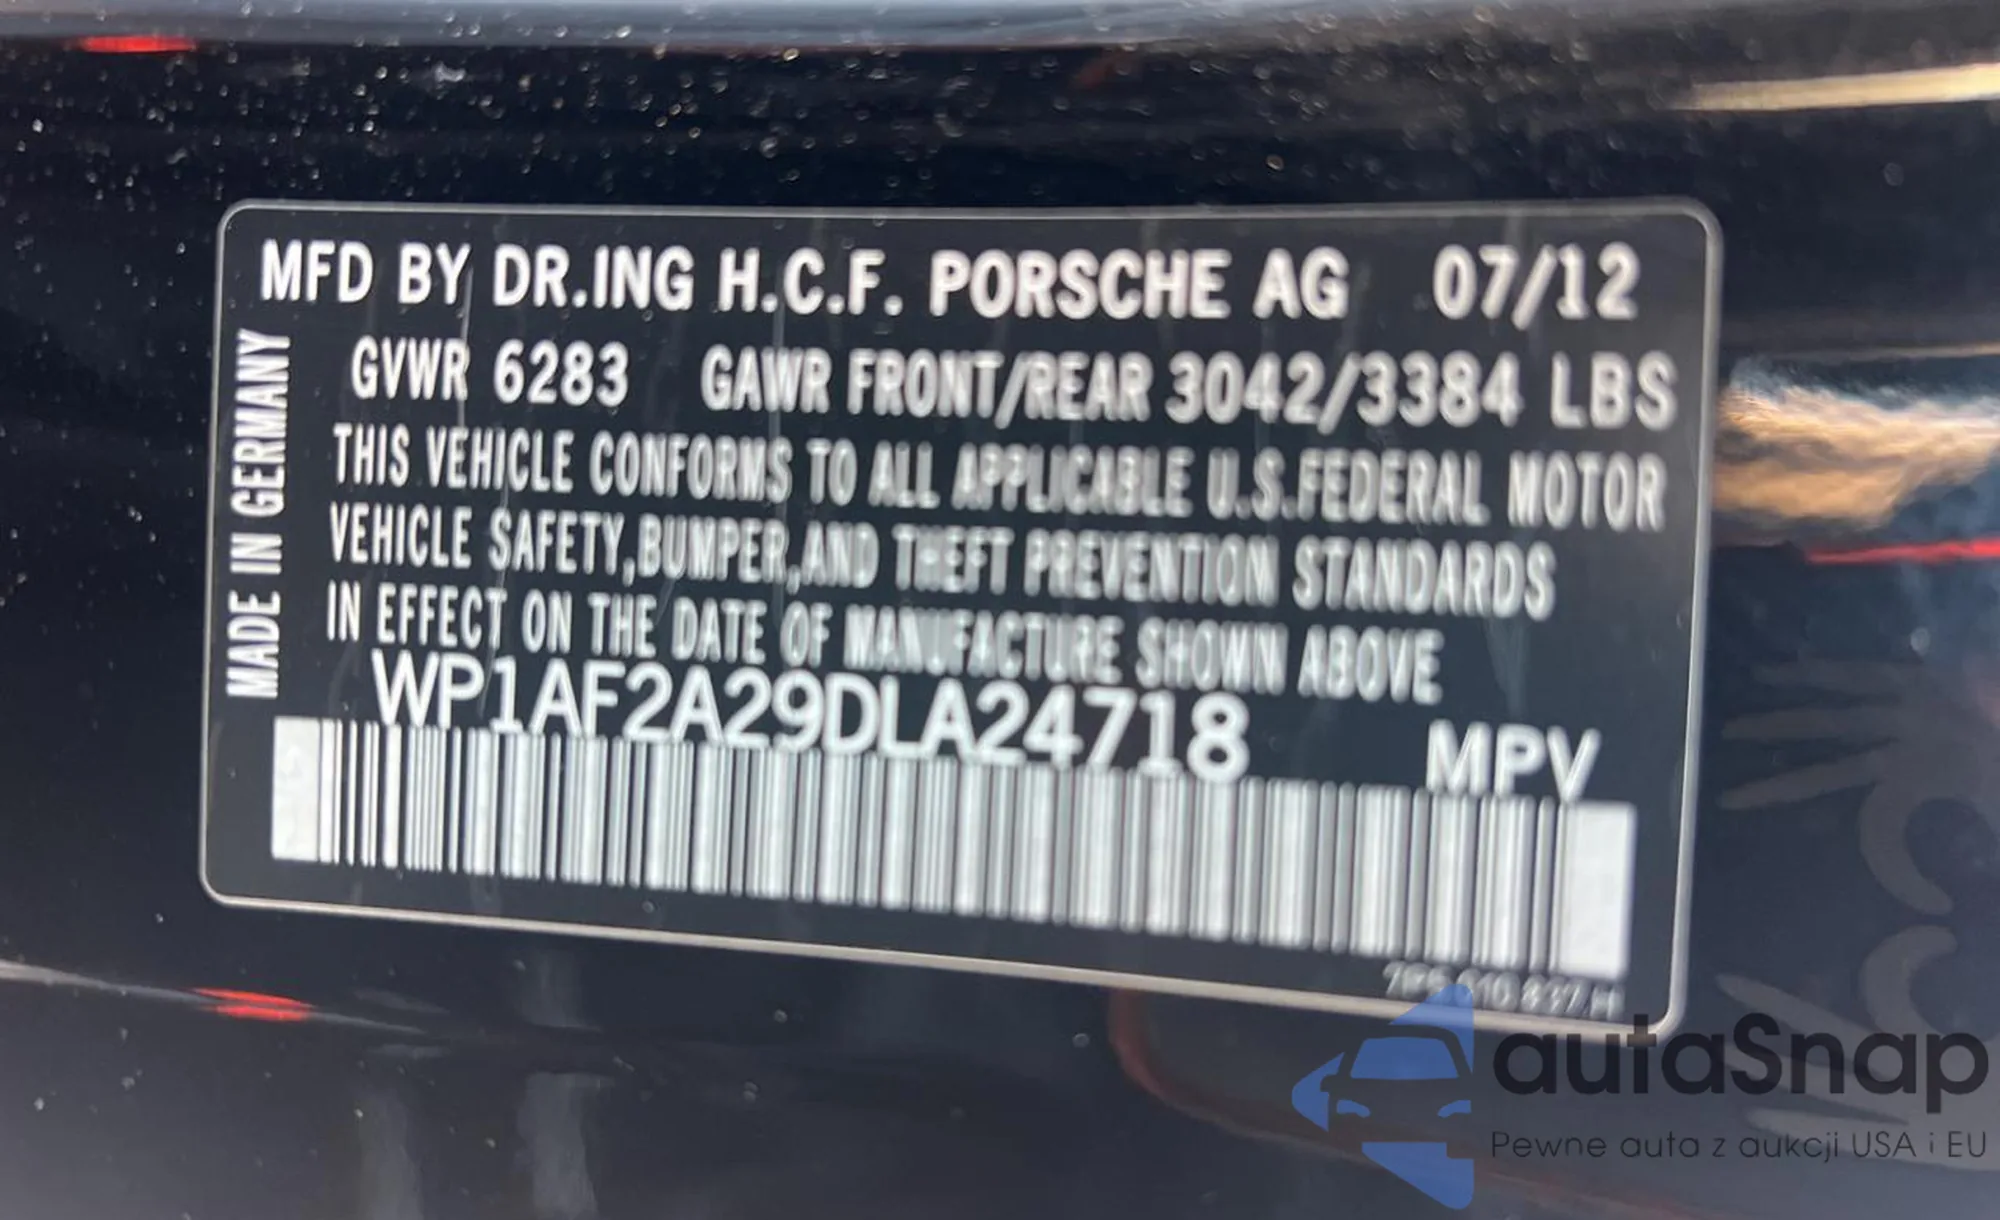 MFD BY DR.ING H.C.F. PORSCHE AG 07/12
GVWR 6283 GAWR FRONT/REAR 3042/3384 LBS
THIS VEHICLE CONFORMS TO ALL APPLICABLE U.S.FEDERAL MOTOR
VEHICLE SAFETY,BUMPER,AND THEFT PREVENTION STANDARDS
IN EFFECT ON THE DATE OF MANUFACTURE SHOWN ABOVE
WP1AF2A29DLA24718 MPV
MADE IN GERMANY
autaSnap
Pewne auta z aukcji USA i EU